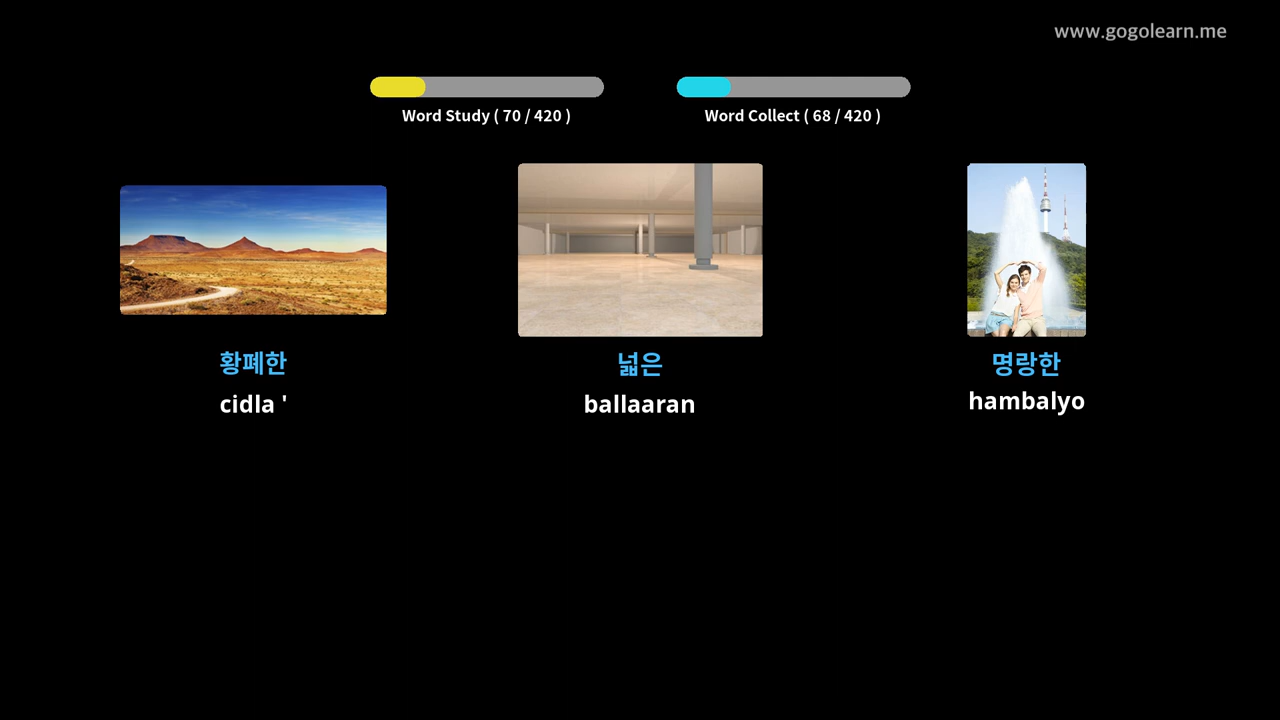 www.gogolearn.me
Word Study ( 70 / 420 )
Word Collect ( 68 / 420 )
황폐한
넓은
명랑한
cidla '
ballaaran
hambalyo